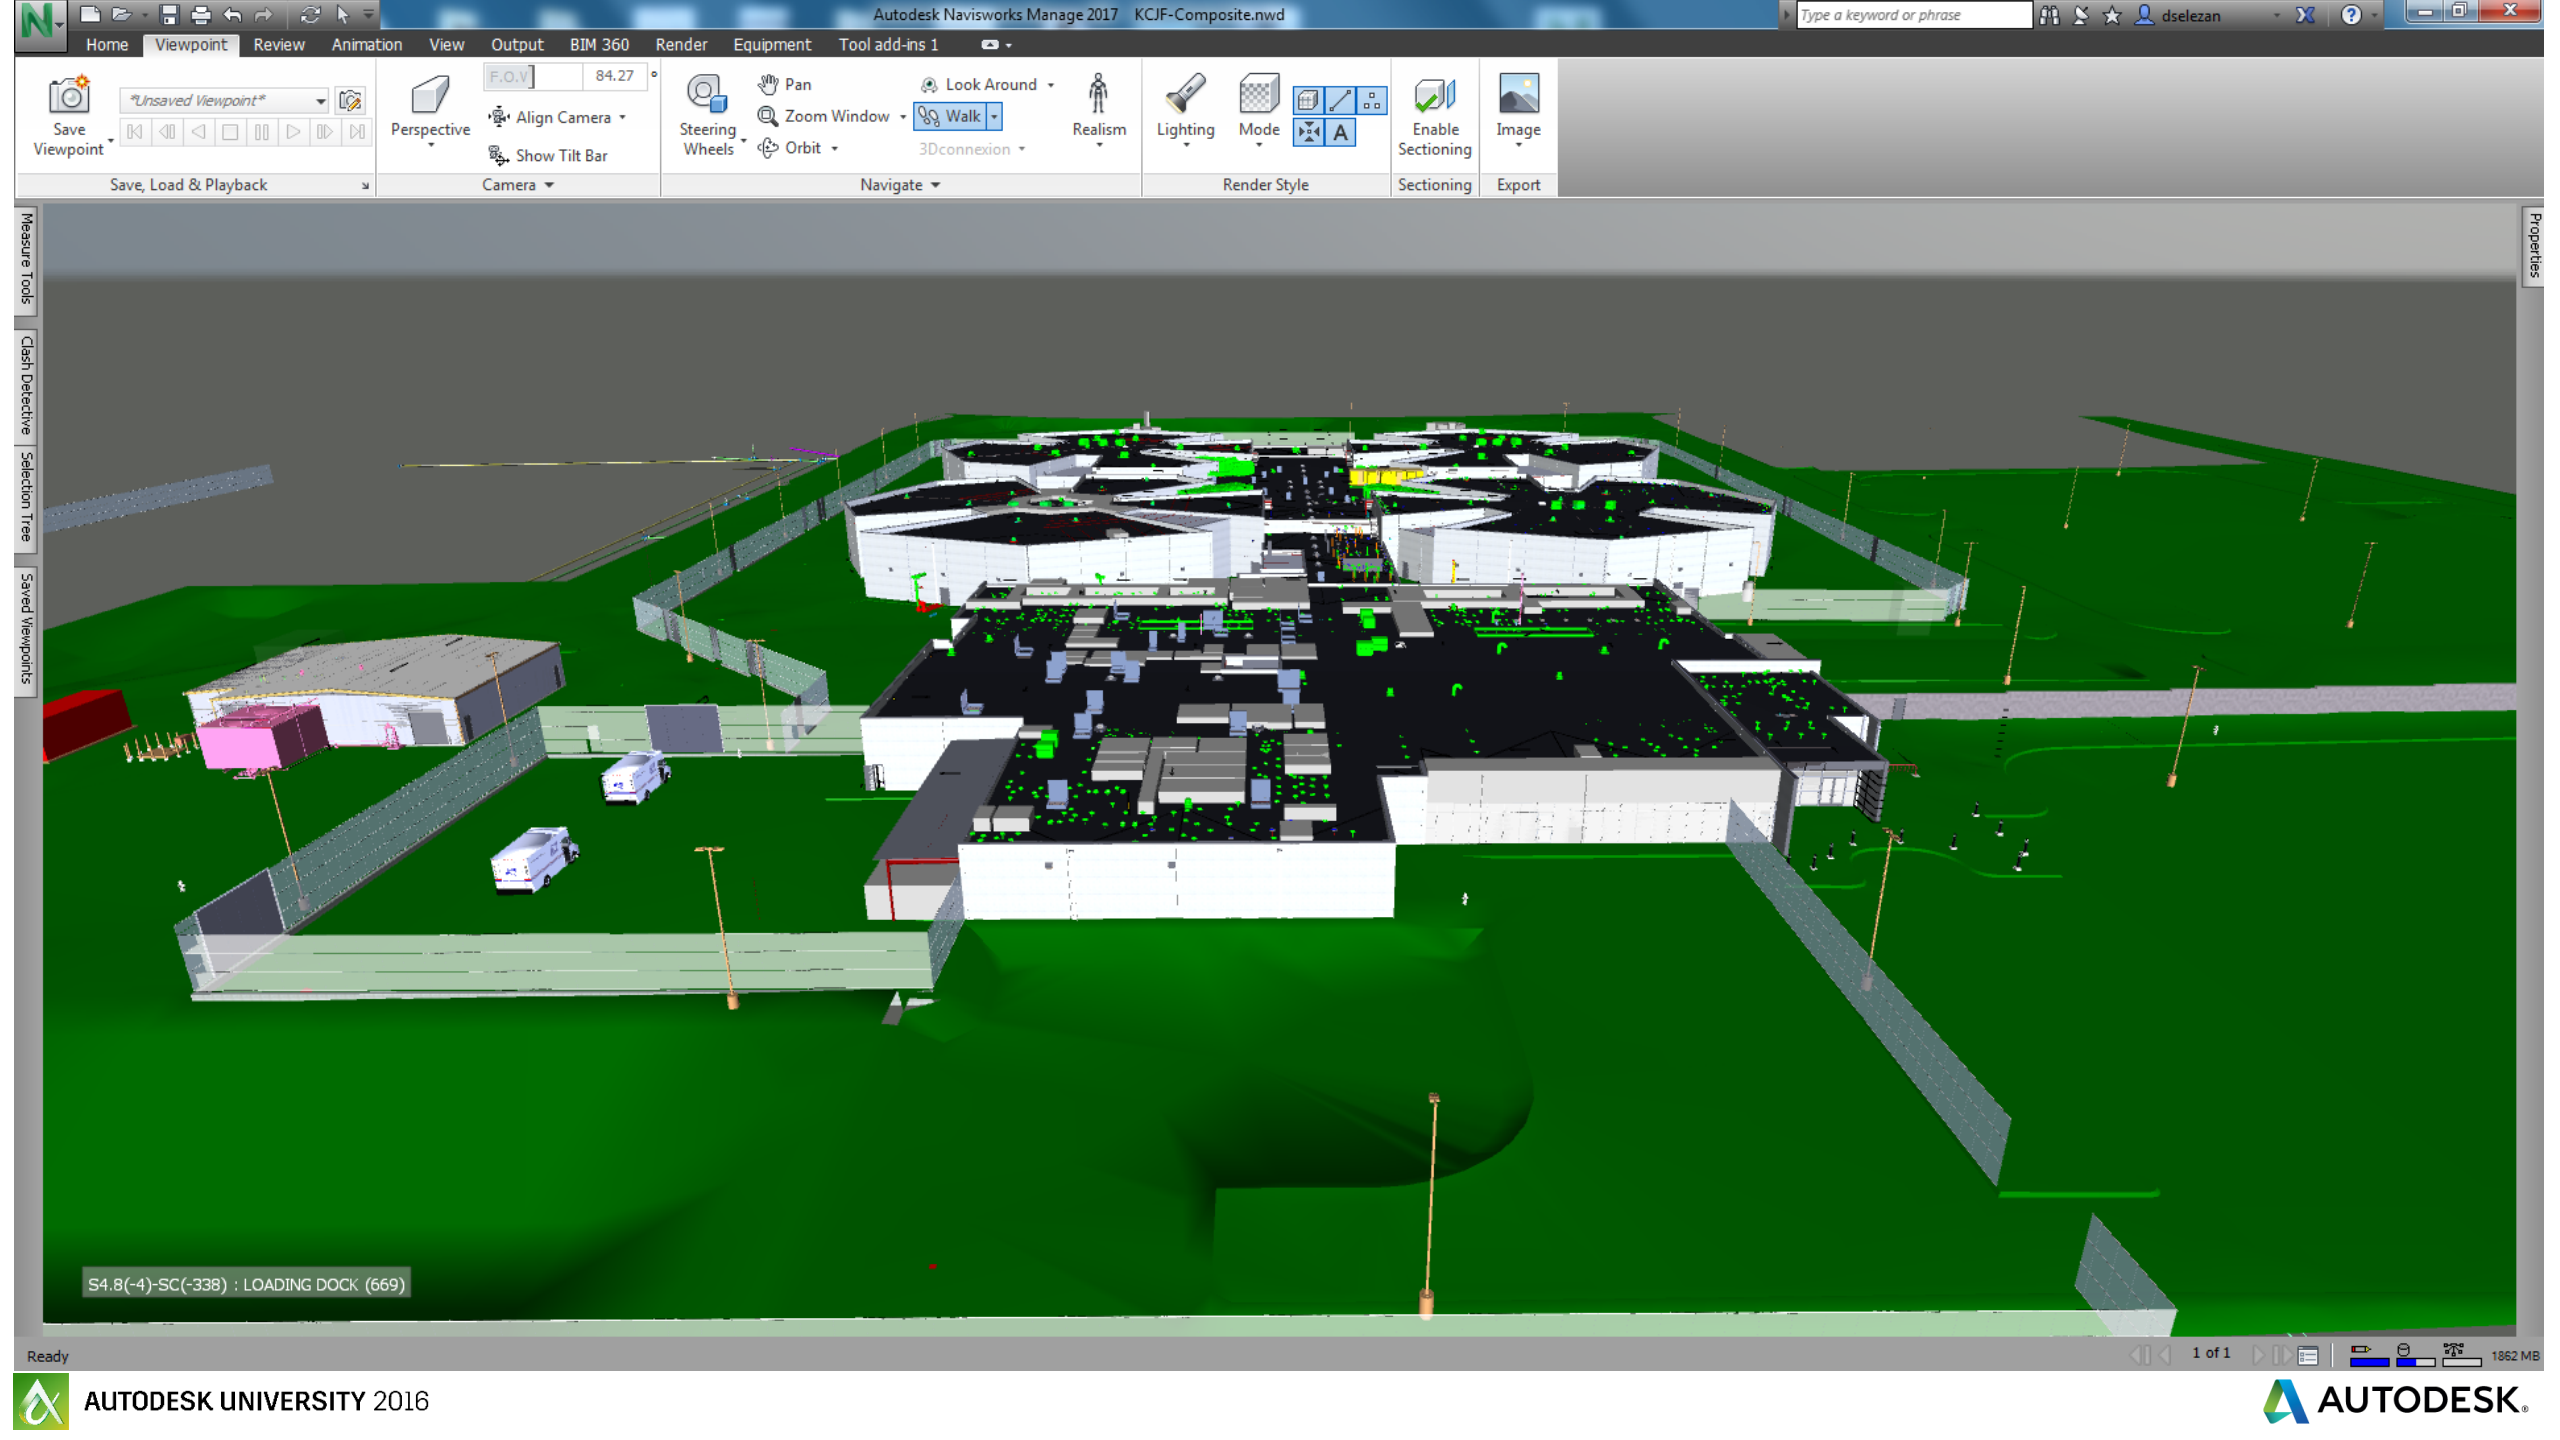 Autodesk Navisworks Manage 2017 KCJF-Composite.nwd
Type a keyword or phrase
dselezan
Home Viewpoint Review Animation View Output BIM 360 Render Equipment Tool add-ins 1
Save Viewpoint
*Unsaved Viewpoint*
Save, Load & Playback
Perspective
F.O.V 84.27 °
Align Camera
Show Tilt Bar
Camera
Steering Wheels
Pan
Zoom Window
Orbit
Look Around
Walk
3Dconnexion
Realism
Navigate
Lighting
Mode
A
Render Style
Enable Sectioning
Sectioning
Image
Export
Measure Tools
Clash Detective
Selection Tree
Saved Viewpoints
Properties
S4.8(-4)-SC(-338) : LOADING DOCK (669)
Ready
1 of 1
1862 MB
AUTODESK UNIVERSITY 2016
AUTODESK®